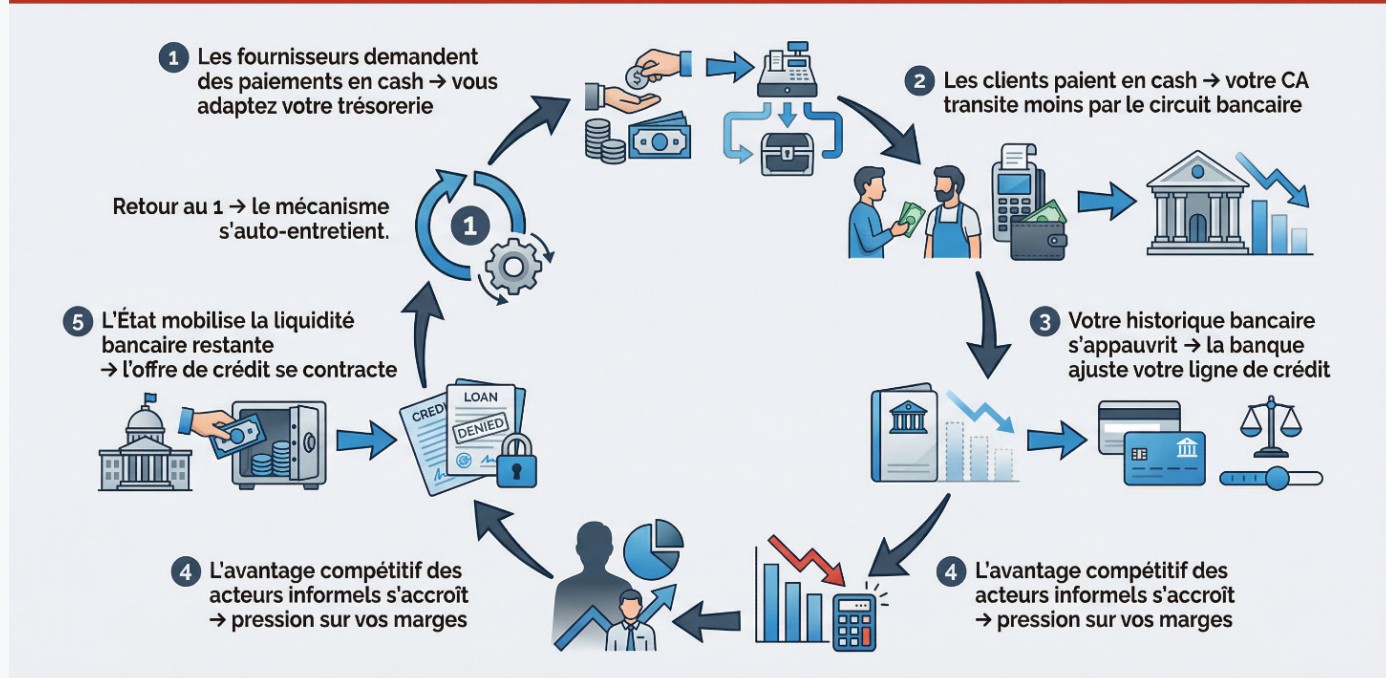 1 Les fournisseurs demandent
des paiements en cash → vous
adaptez votre trésorerie
2 Les clients paient en cash → votre CA
transite moins par le circuit bancaire
3 Votre historique bancaire
s'appauvrit → la banque
ajuste votre ligne de crédit
4 L'avantage compétitif des
acteurs informels s'accroît
→ pression sur vos marges
4 L'avantage compétitif des
acteurs informels s'accroît
→ pression sur vos marges
5 L'État mobilise la liquidité
bancaire restante
→ l'offre de crédit se contracte
CREDI
LOAN
DENIED
Retour au 1 → le mécanisme
s'auto-entretient.
1